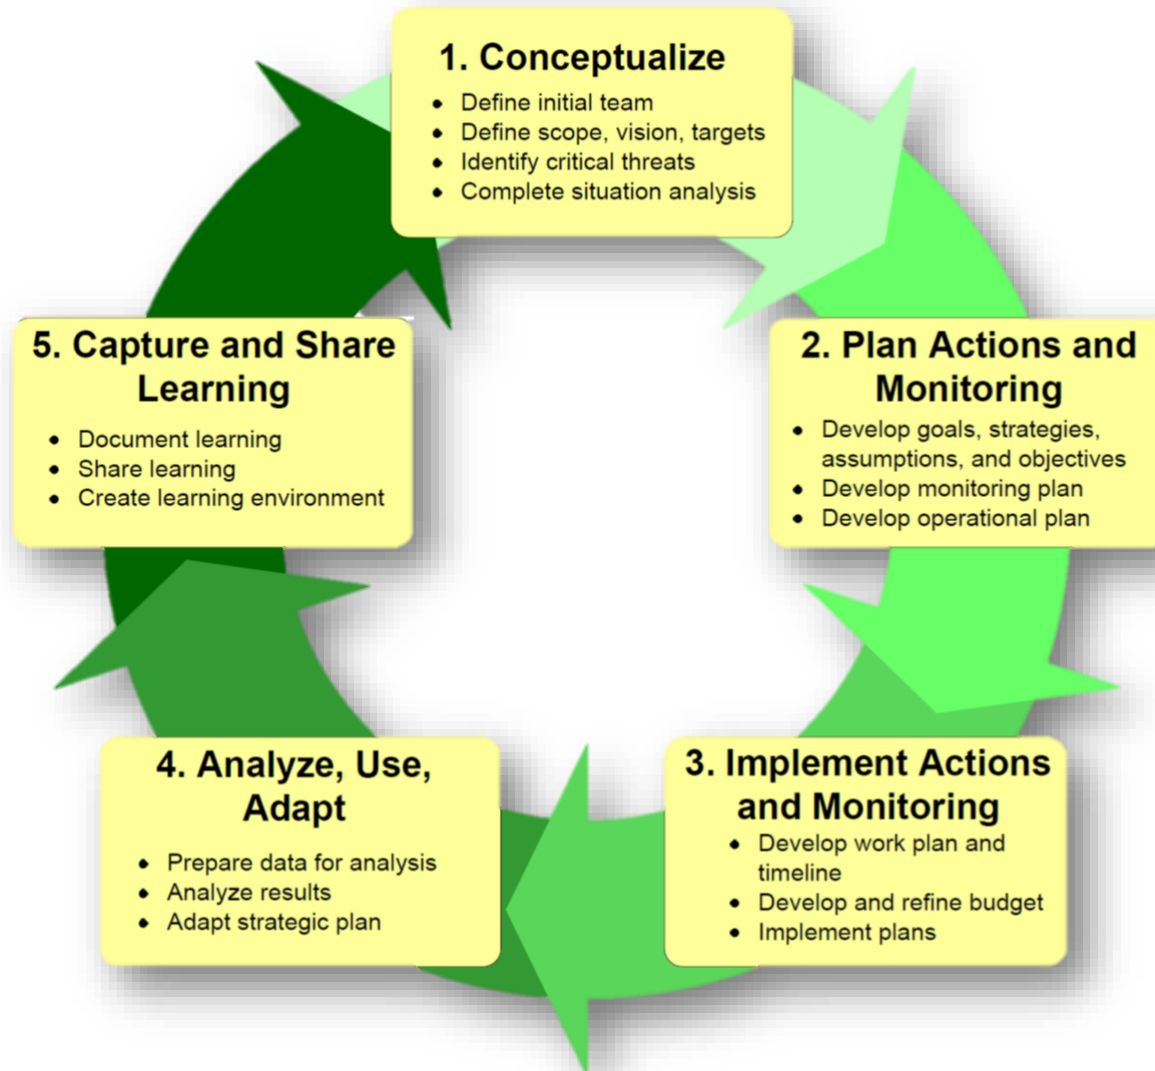 1. Conceptualize
• Define initial team
• Define scope, vision, targets
• Identify critical threats
• Complete situation analysis
2. Plan Actions and
Monitoring
• Develop goals, strategies,
assumptions, and objectives
• Develop monitoring plan
• Develop operational plan
3. Implement Actions
and Monitoring
• Develop work plan and
timeline
• Develop and refine budget
• Implement plans
4. Analyze, Use,
Adapt
• Prepare data for analysis
• Analyze results
• Adapt strategic plan
5. Capture and Share
Learning
• Document learning
• Share learning
• Create learning environment